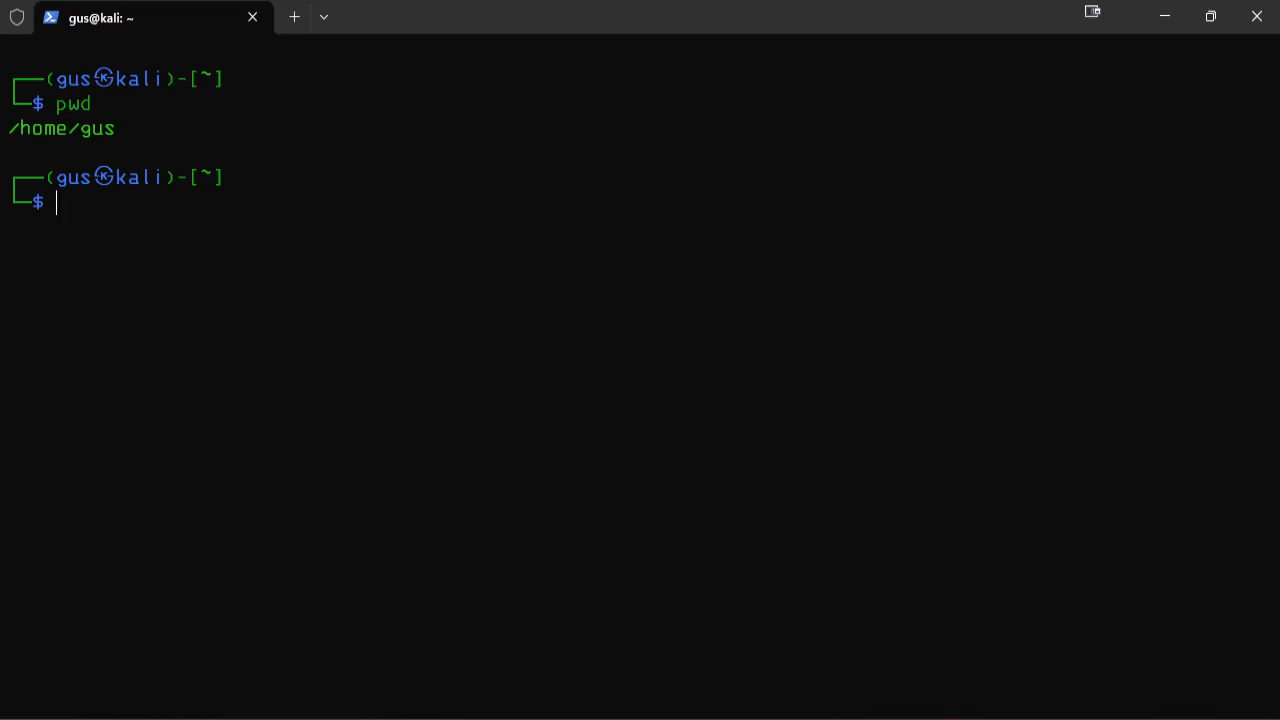 gus@kali: ~
┌──(gus㉿kali)-[~]
└─$ pwd
/home/gus
┌──(gus㉿kali)-[~]
└─$